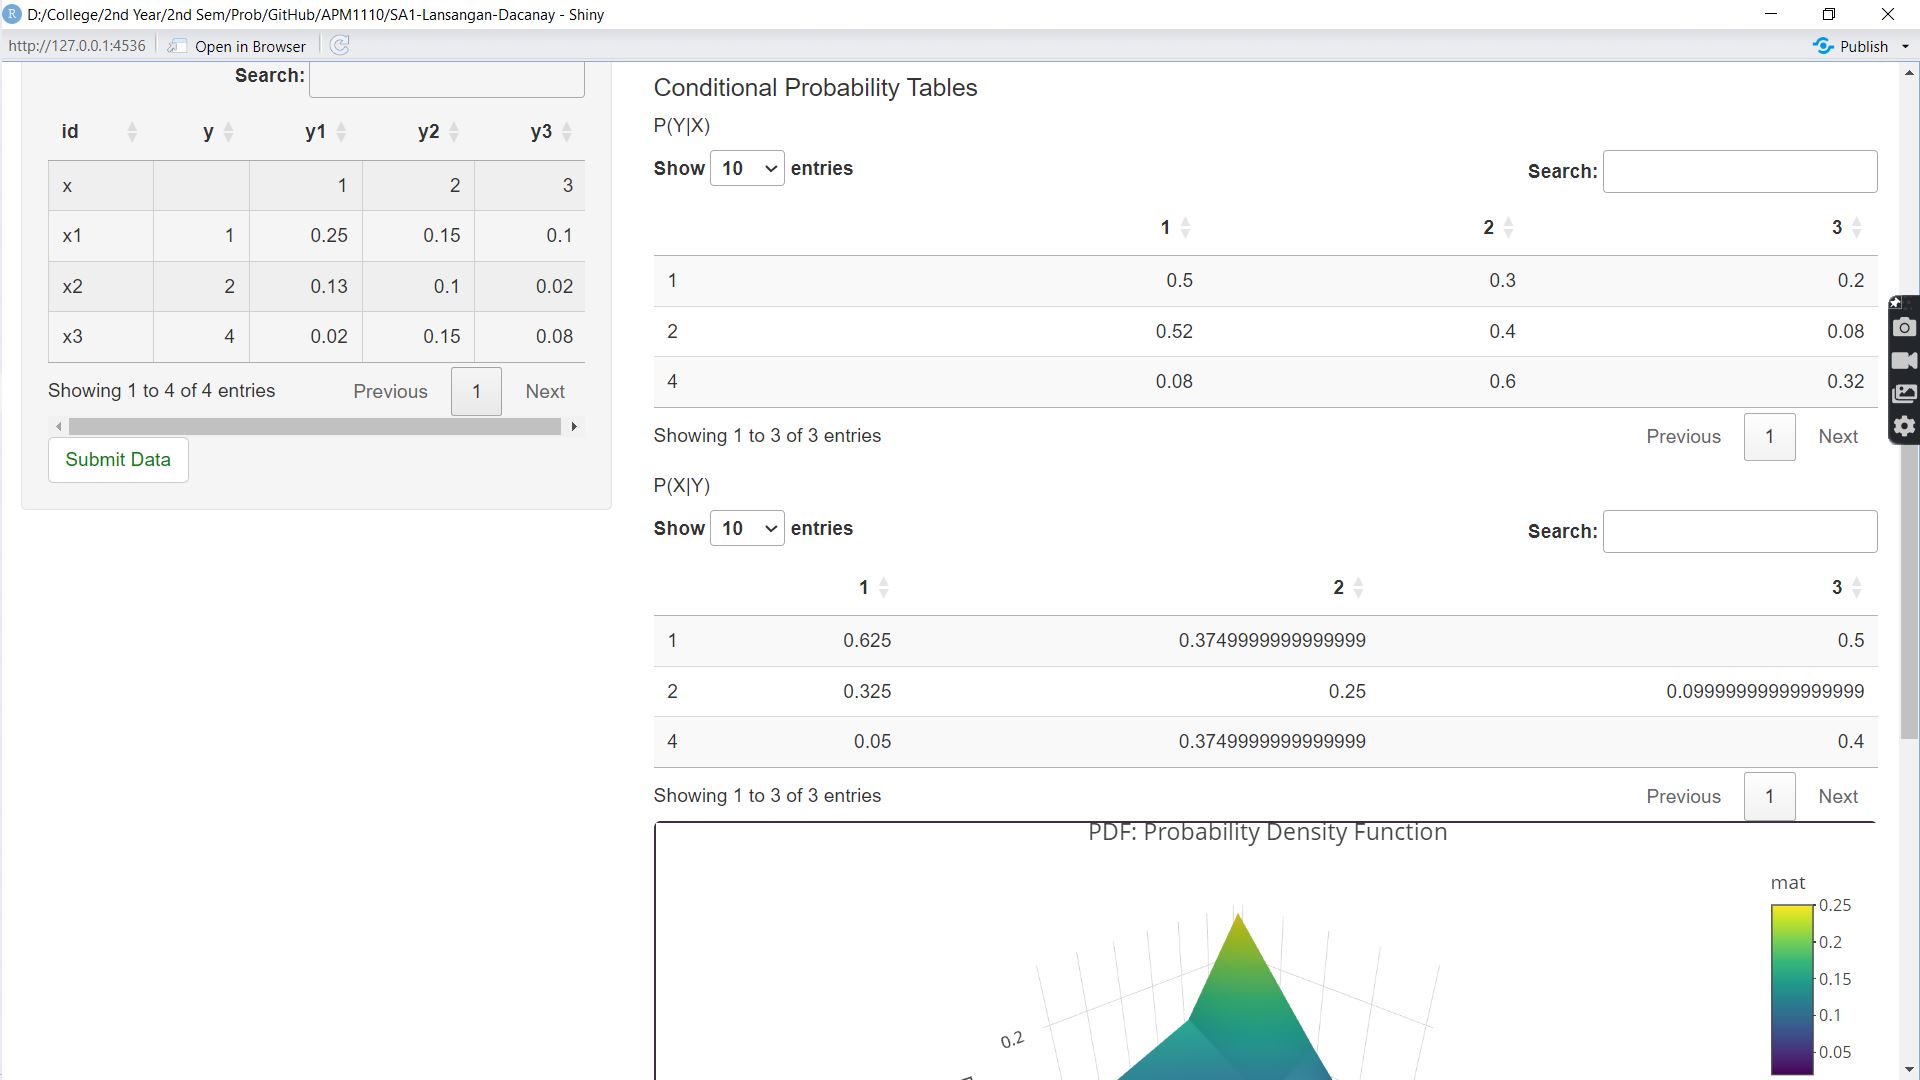 R D:/College/2nd Year/2nd Sem/Prob/GitHub/APM1110/SA1-Lansangan-Dacanay - Shiny
http://127.0.0.1:4536 Open in Browser Publish
Search:
id y y1 y2 y3
x 1 2 3
x1 1 0.25 0.15 0.1
x2 2 0.13 0.1 0.02
x3 4 0.02 0.15 0.08
Showing 1 to 4 of 4 entries Previous 1 Next
Submit Data
Conditional Probability Tables
P(Y|X)
Show 10 entries Search:
1 2 3
1 0.5 0.3 0.2
2 0.52 0.4 0.08
4 0.08 0.6 0.32
Showing 1 to 3 of 3 entries Previous 1 Next
P(X|Y)
Show 10 entries Search:
1 2 3
1 0.625 0.3749999999999999 0.5
2 0.325 0.25 0.09999999999999999
4 0.05 0.3749999999999999 0.4
Showing 1 to 3 of 3 entries Previous 1 Next
PDF: Probability Density Function
mat
0.25
0.2
0.15
0.1
0.05
0.2